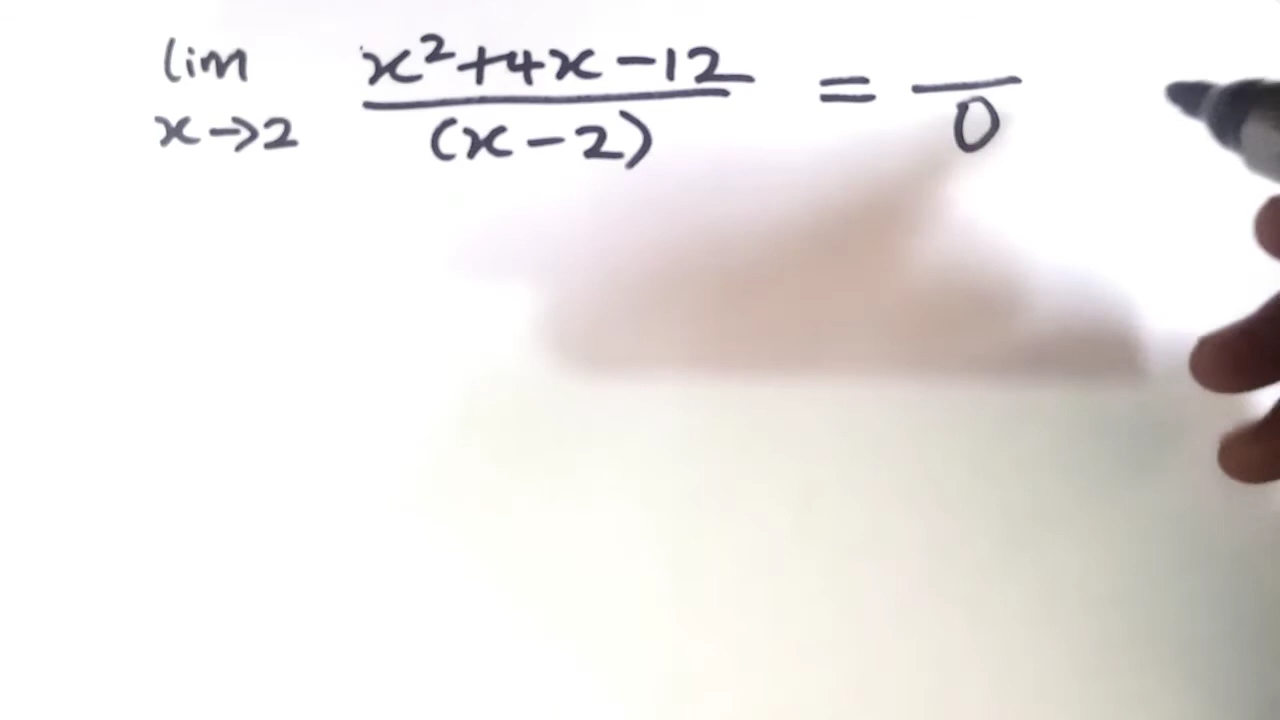 lim x→2 (x²+4x-12)/(x-2) = /0